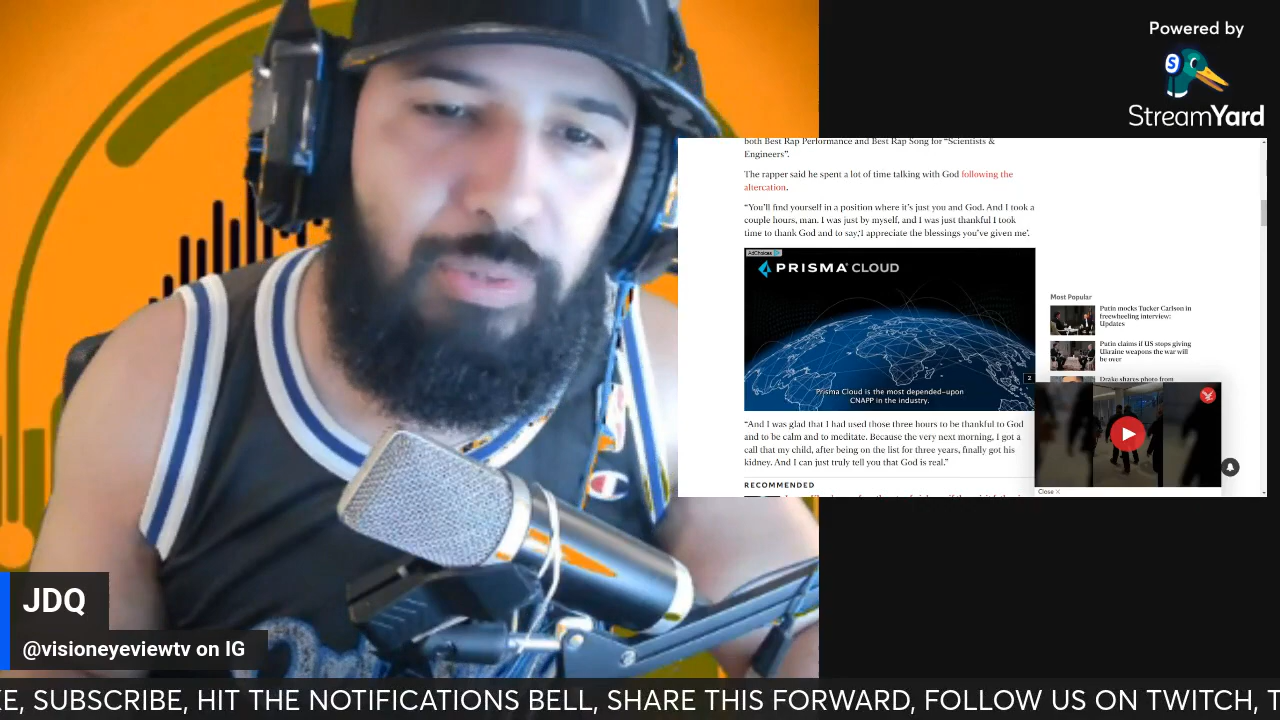 Powered by
S
StreamYard
both Best Rap Performance and Best Rap Song for "Scientists &
Engineers".
The rapper said he spent a lot of time talking with God following the
altercation.
"You'll find yourself in a position where it's just you and God. And I took a
couple hours, man. I was just by myself, and I was just thankful I took
time to thank God and to say, 'I appreciate the blessings you've given me'.
AdChoices
PRISMA CLOUD
Prisma Cloud is the most depended-upon
CNAPP in the industry.
2
Most Popular
Putin mocks Tucker Carlson in
freewheeling interview:
Updates
Putin claims if US stops giving
Ukraine weapons the war will
be over
Drake shares photo from
"And I was glad that I had used those three hours to be thankful to God
and to be calm and to meditate. Because the very next morning, I got a
call that my child, after being on the list for three years, finally got his
kidney. And I can just truly tell you that God is real."
RECOMMENDED
Close X
JDQ
@visioneyeviewtv on IG
KE, SUBSCRIBE, HIT THE NOTIFICATIONS BELL, SHARE THIS FORWARD, FOLLOW US ON TWITCH, T